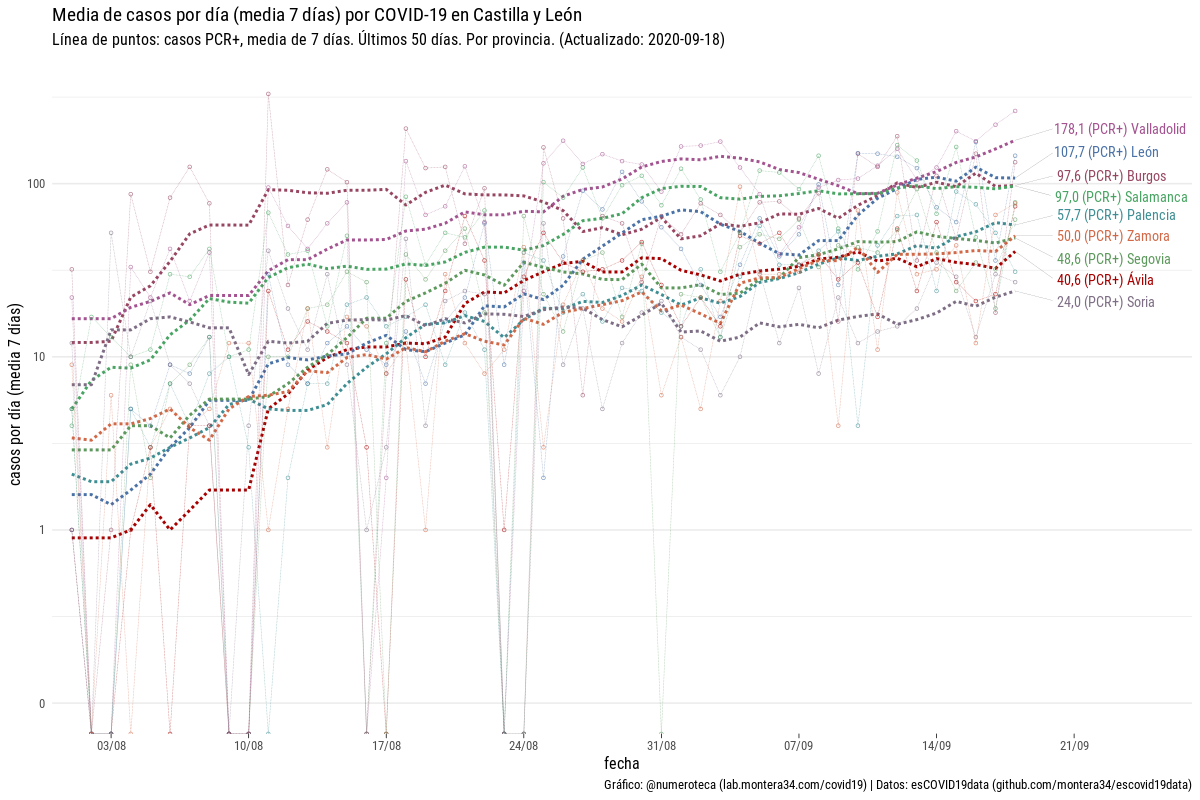 Media de casos por día (media 7 días) por COVID-19 en Castilla y León
Línea de puntos: casos PCR+, media de 7 días. Últimos 50 días. Por provincia. (Actualizado: 2020-09-18)
casos por día (media 7 días)
100
10
1
0
178,1 (PCR+) Valladolid
107,7 (PCR+) León
97,6 (PCR+) Burgos
97,0 (PCR+) Salamanca
57,7 (PCR+) Palencia
50,0 (PCR+) Zamora
48,6 (PCR+) Segovia
40,6 (PCR+) Ávila
24,0 (PCR+) Soria
03/08 10/08 17/08 24/08 31/08 07/09 14/09 21/09
fecha
Gráfico: @numeroteca (lab.montera34.com/covid19) | Datos: esCOVID19data (github.com/montera34/escovid19data)